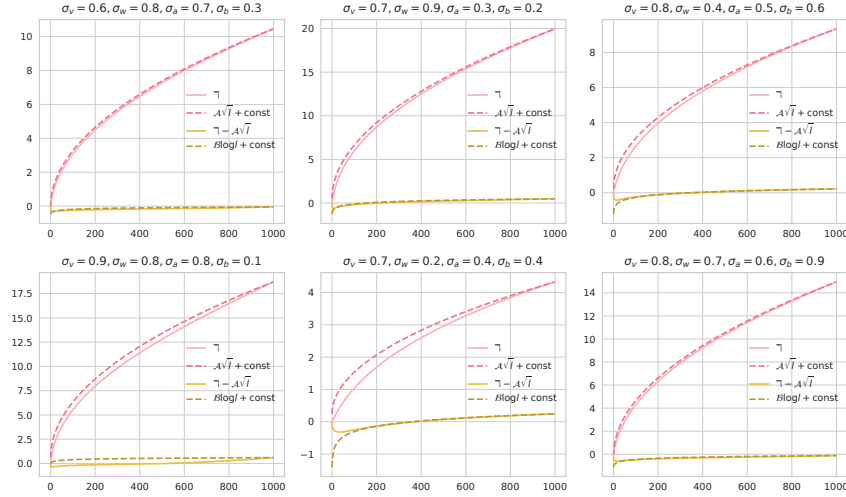 σ_v = 0.6, σ_w = 0.8, σ_a = 0.7, σ_b = 0.3
10
8
6
4
2
0
0 200 400 600 800 1000
ℸ
𝒜√l + const
ℸ − 𝒜√l
ℬlogl + const
σ_v = 0.7, σ_w = 0.9, σ_a = 0.3, σ_b = 0.2
20
15
10
5
0
0 200 400 600 800 1000
ℸ
𝒜√l + const
ℸ − 𝒜√l
ℬlogl + const
σ_v = 0.8, σ_w = 0.4, σ_a = 0.5, σ_b = 0.6
8
6
4
2
0
0 200 400 600 800 1000
ℸ
𝒜√l + const
ℸ − 𝒜√l
ℬlogl + const
σ_v = 0.9, σ_w = 0.8, σ_a = 0.8, σ_b = 0.1
17.5
15.0
12.5
10.0
7.5
5.0
2.5
0.0
0 200 400 600 800 1000
ℸ
𝒜√l + const
ℸ − 𝒜√l
ℬlogl + const
σ_v = 0.7, σ_w = 0.2, σ_a = 0.4, σ_b = 0.4
4
3
2
1
0
−1
0 200 400 600 800 1000
ℸ
𝒜√l + const
ℸ − 𝒜√l
ℬlogl + const
σ_v = 0.8, σ_w = 0.7, σ_a = 0.6, σ_b = 0.9
14
12
10
8
6
4
2
0
0 200 400 600 800 1000
ℸ
𝒜√l + const
ℸ − 𝒜√l
ℬlogl + const